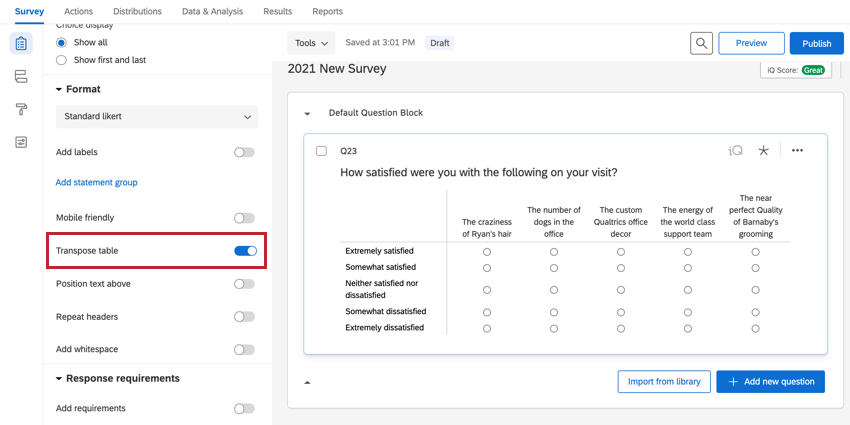 Survey Actions Distributions Data & Analysis Results Reports
Choice display
Show all
Show first and last
Format
Standard likert
Add labels
Add statement group
Mobile friendly
Transpose table
Position text above
Repeat headers
Add whitespace
Response requirements
Add requirements
Tools Saved at 3:01 PM Draft Preview Publish
2021 New Survey iQ Score: Great
Default Question Block
Q23 iQ
How satisfied were you with the following on your visit?
The craziness
of Ryan's hair
The number of
dogs in the
office
The custom
Qualtrics office
decor
The energy of
the world class
support team
The near
perfect Quality
of Barnaby's
grooming
Extremely satisfied
Somewhat satisfied
Neither satisfied nor
dissatisfied
Somewhat dissatisfied
Extremely dissatisfied
Import from library Add new question